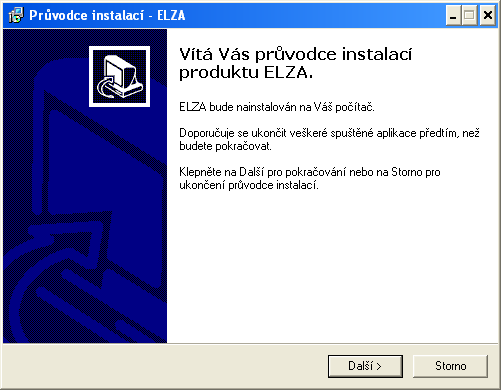 Průvodce instalací - ELZA
Vítá Vás průvodce instalací
produktu ELZA.
ELZA bude nainstalován na Váš počítač.
Doporučuje se ukončit veškeré spuštěné aplikace předtím, než
budete pokračovat.
Klepněte na Další pro pokračování nebo na Storno pro
ukončení průvodce instalací.
Další >
Storno